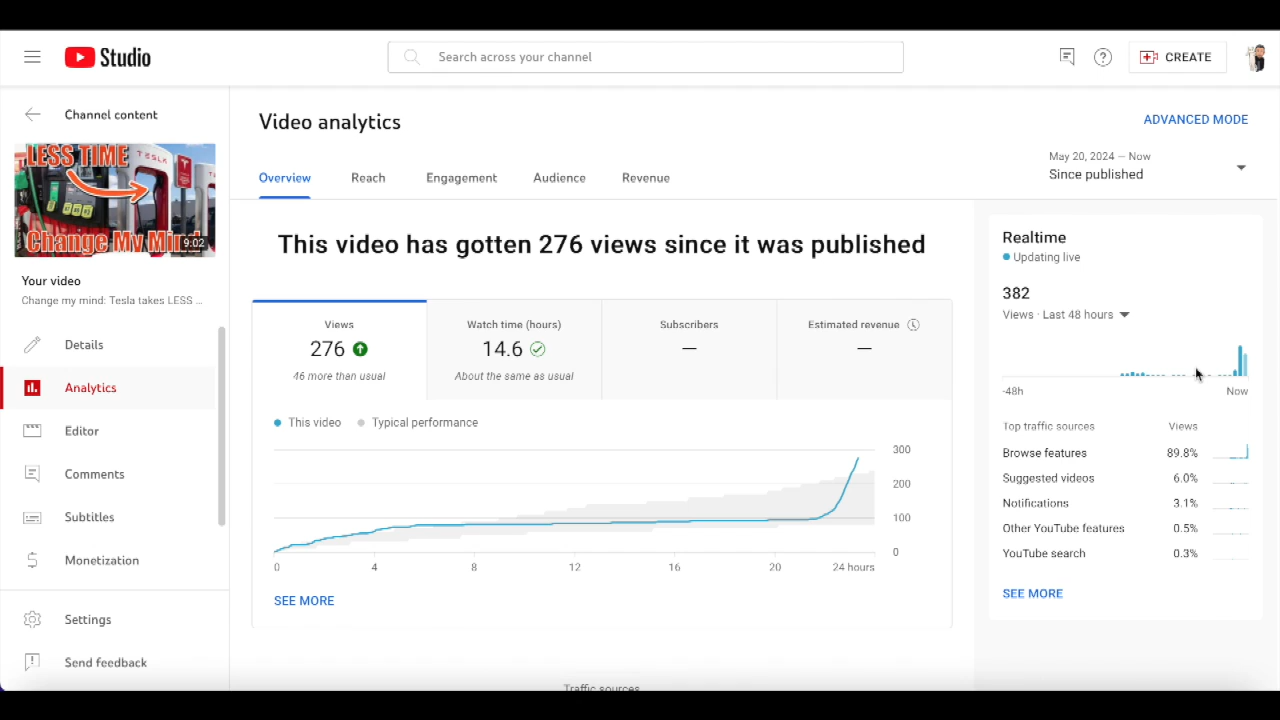 Studio
Search across your channel
CREATE
Channel content
LESS TIME
TESLA
TESLA
Change My Mind
9:02
Your video
Change my mind: Tesla takes LESS ...
Details
Analytics
Editor
Comments
Subtitles
Monetization
Settings
Send feedback
Video analytics
ADVANCED MODE
May 20, 2024 — Now
Since published
Overview
Reach
Engagement
Audience
Revenue
This video has gotten 276 views since it was published
Views
276
46 more than usual
Watch time (hours)
14.6
About the same as usual
Subscribers
—
Estimated revenue
—
This video
Typical performance
300
200
100
0
0 4 8 12 16 20 24 hours
SEE MORE
Traffic sources
Realtime
Updating live
382
Views · Last 48 hours
-48h Now
Top traffic sources Views
Browse features 89.8%
Suggested videos 6.0%
Notifications 3.1%
Other YouTube features 0.5%
YouTube search 0.3%
SEE MORE